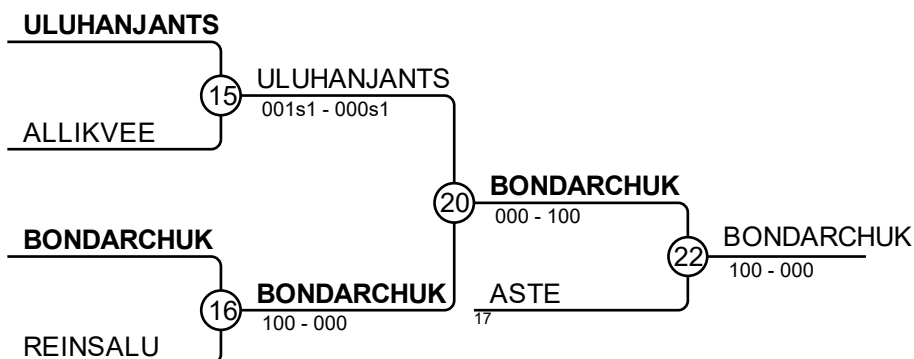 ULUHANJANTS
15
ULUHANJANTS
001s1 - 000s1
ALLIKVEE
20
BONDARCHUK
000 - 100
BONDARCHUK
22
BONDARCHUK
100 - 000
16
BONDARCHUK
100 - 000
ASTE
17
REINSALU